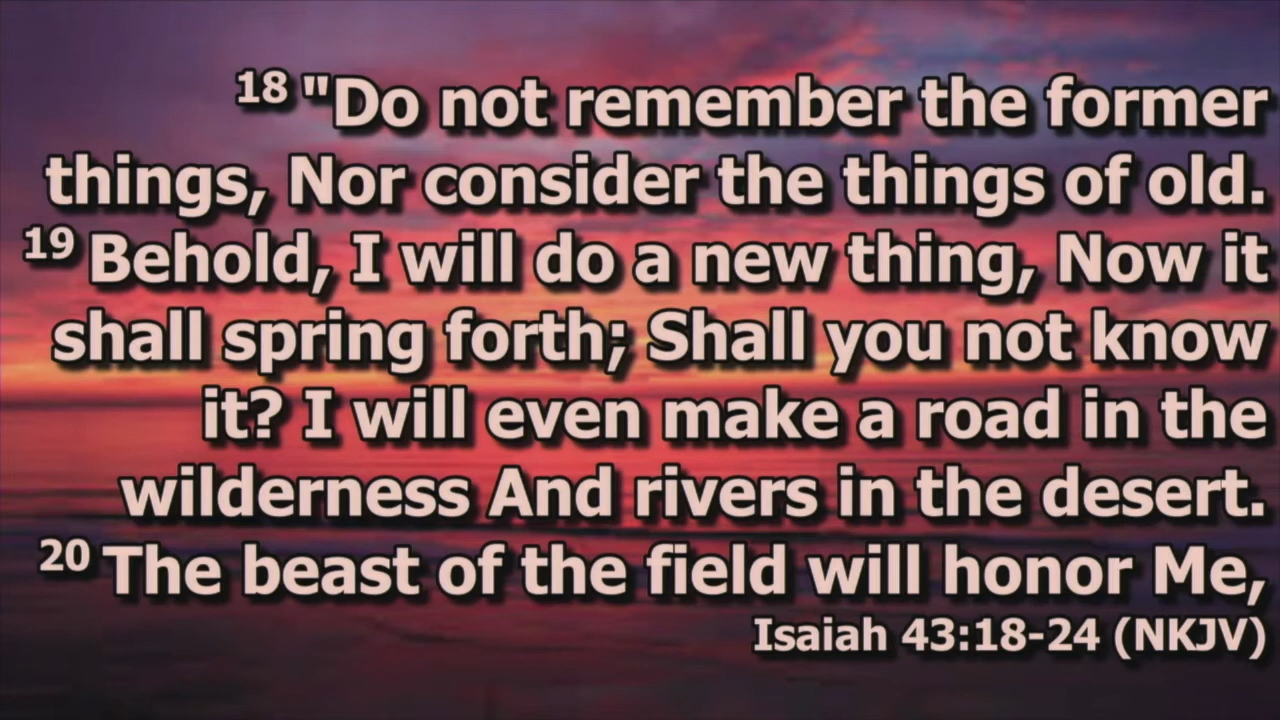 18 "Do not remember the former
things, Nor consider the things of old.
19 Behold, I will do a new thing, Now it
shall spring forth; Shall you not know
it? I will even make a road in the
wilderness And rivers in the desert.
20 The beast of the field will honor Me,
Isaiah 43:18-24 (NKJV)